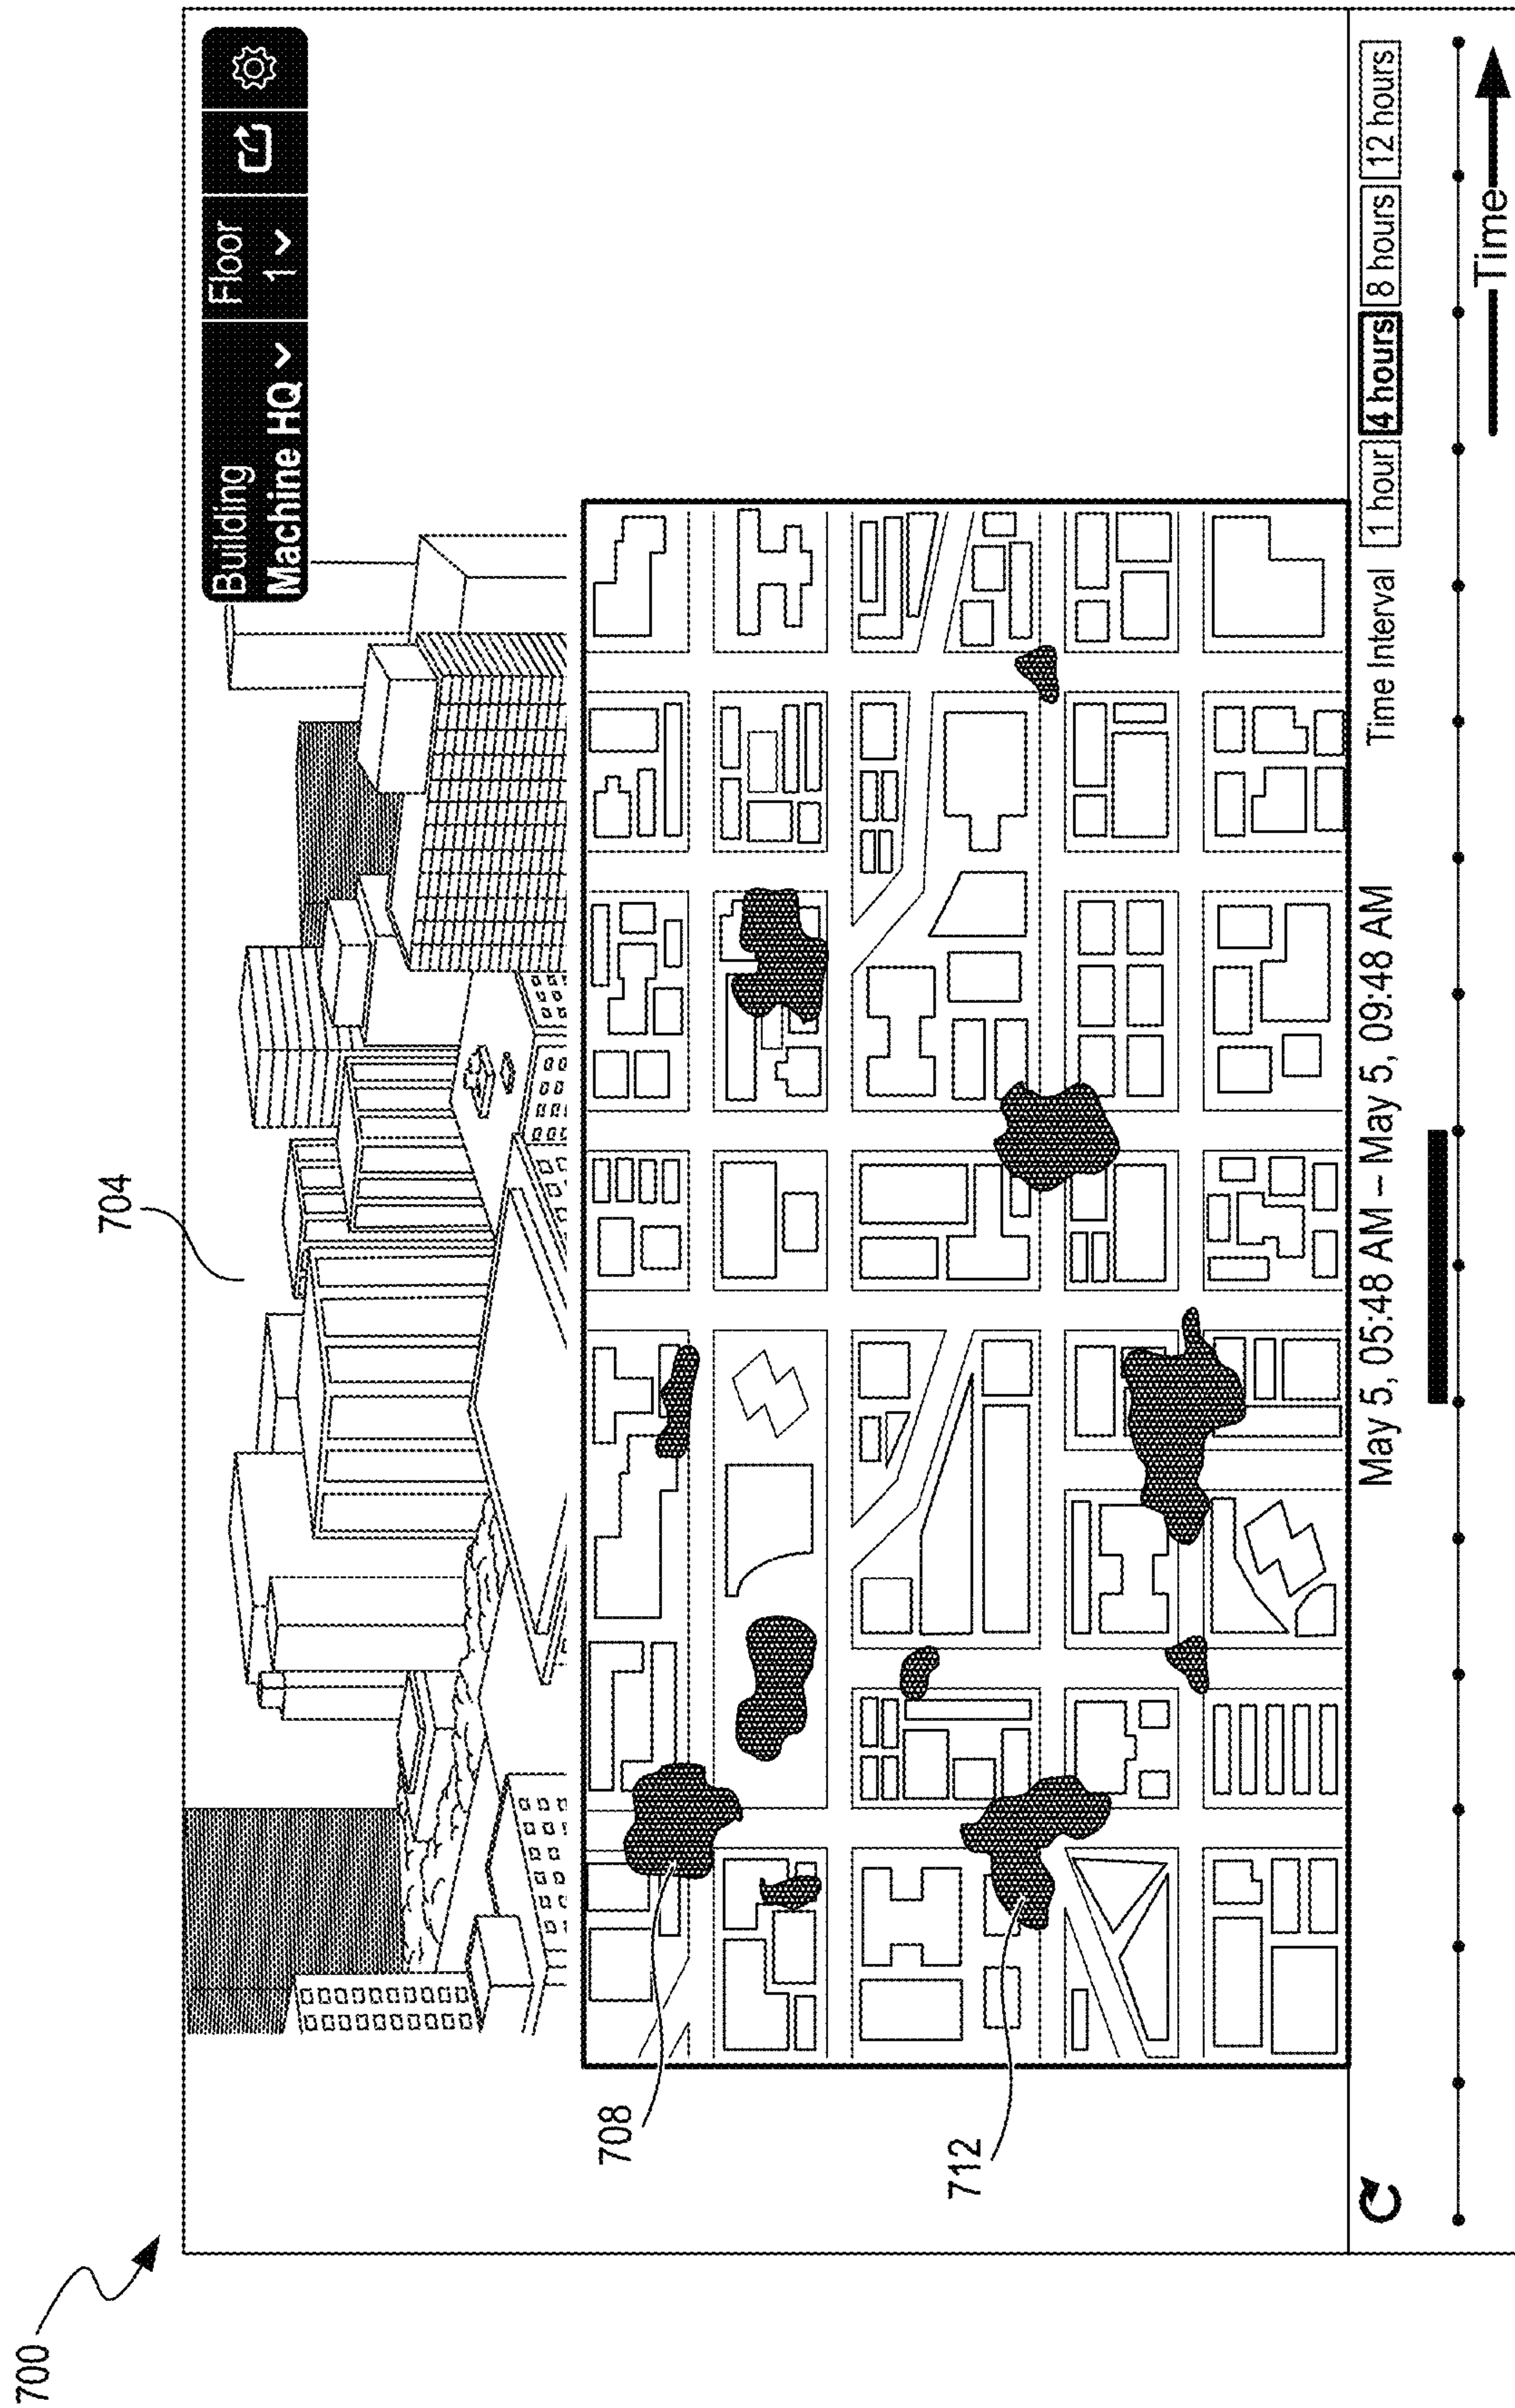 700
704
Building
Machine HQ
Floor
1
708
712
May 5, 05:48 AM – May 5, 09:48 AM
Time Interval
1 hour
4 hours
8 hours
12 hours
Time